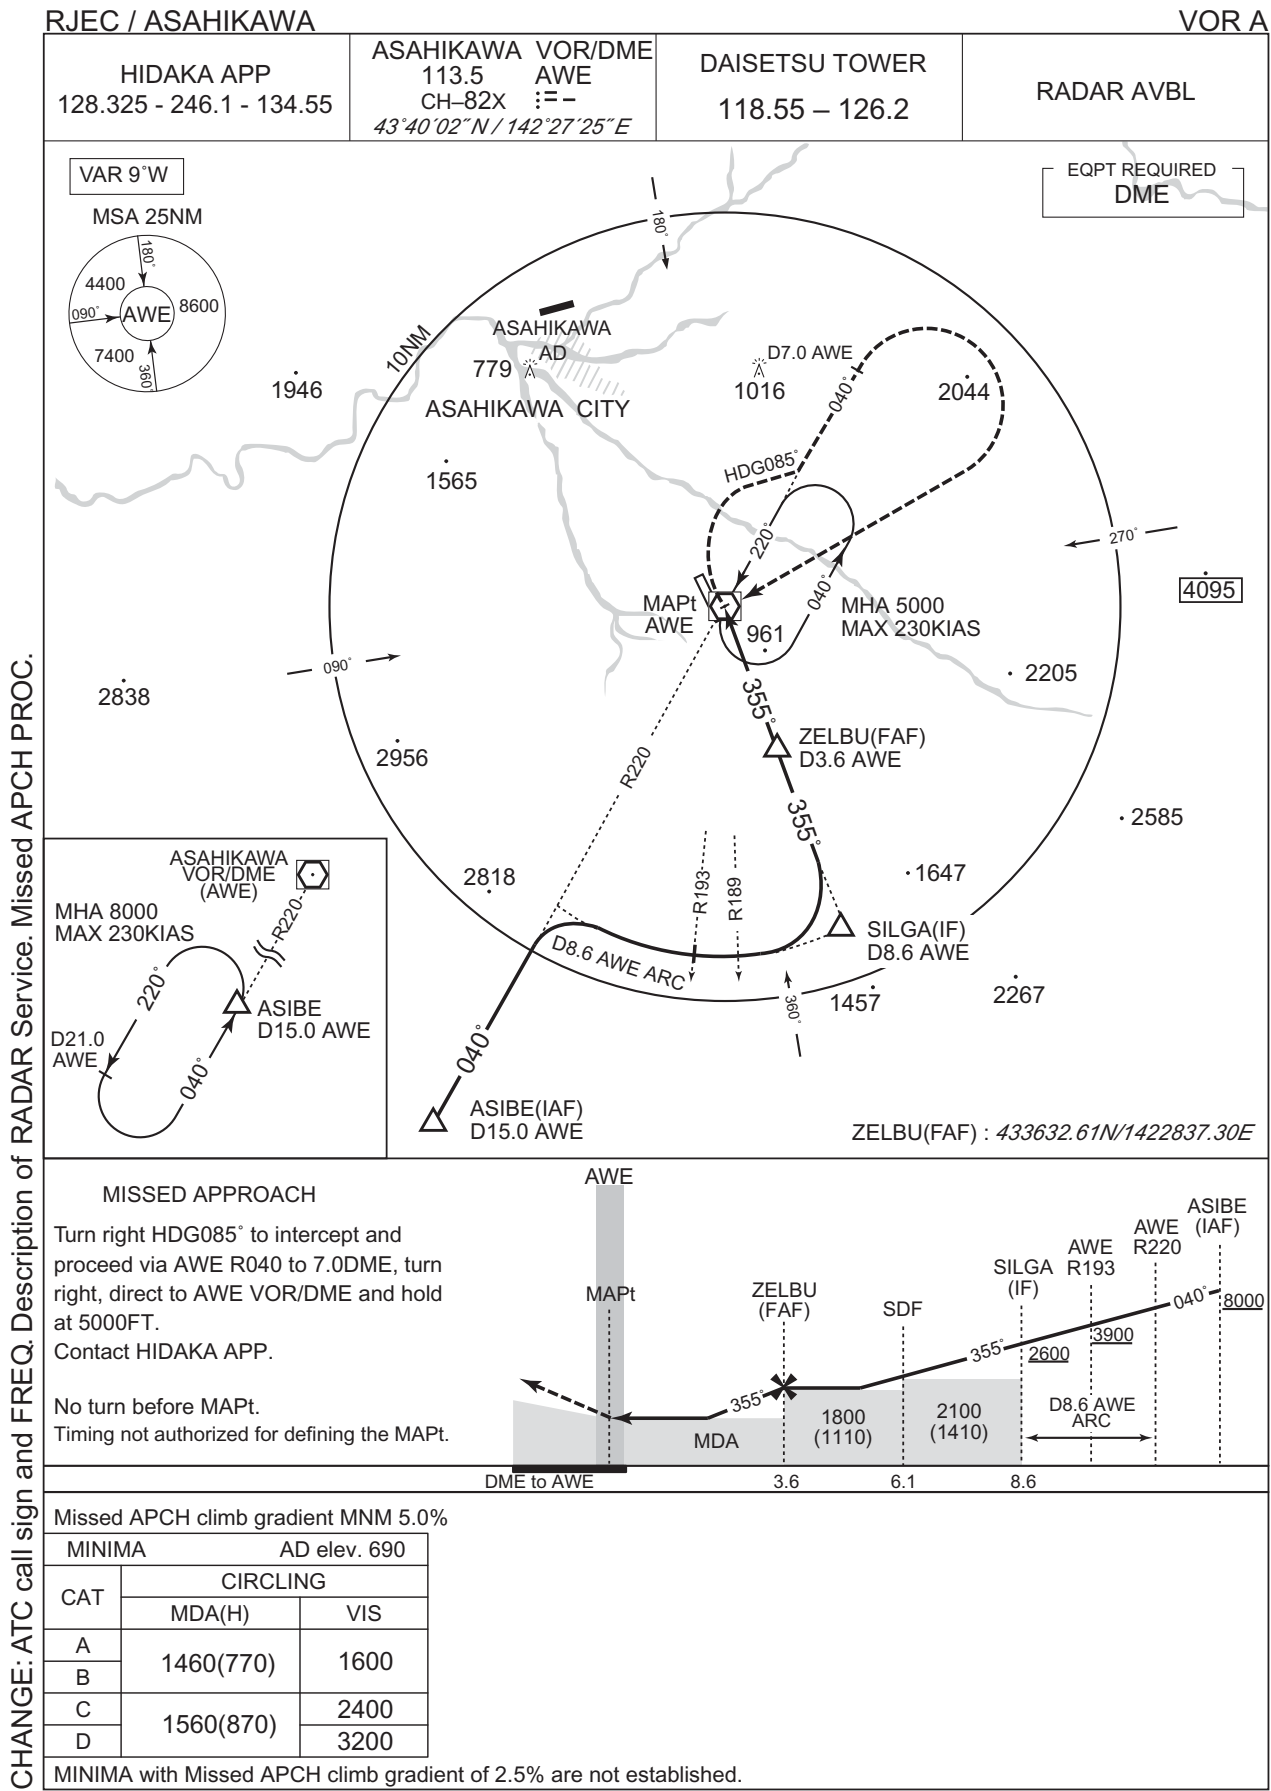 RJEC / ASAHIKAWA
VOR A
HIDAKA APP
128.325 - 246.1 - 134.55
ASAHIKAWA VOR/DME
113.5 AWE
CH–82X
43˚40´02˝N / 142˚27´25˝E
DAISETSU TOWER
118.55 – 126.2
RADAR AVBL
VAR 9˚W
MSA 25NM
180˚
4400
8600
090˚
AWE
7400
360˚
EQPT REQUIRED
DME
180˚
10NM
ASAHIKAWA
AD
779
ASAHIKAWA CITY
1946
1565
D7.0 AWE
1016
040˚
2044
HDG085˚
220˚
040˚
270˚
4095
MAPt
AWE
961
MHA 5000
MAX 230KIAS
090˚
2838
2956
2205
355˚
ZELBU(FAF)
D3.6 AWE
R220
355˚
2585
2818
R193
R189
1647
SILGA(IF)
D8.6 AWE
D8.6 AWE ARC
360˚
1457
2267
040˚
ASIBE(IAF)
D15.0 AWE
ASAHIKAWA
VOR/DME
(AWE)
MHA 8000
MAX 230KIAS
R220
220˚
ASIBE
D15.0 AWE
D21.0
AWE
040˚
ZELBU(FAF) : 433632.61N/1422837.30E
MISSED APPROACH
Turn right HDG085˚ to intercept and
proceed via AWE R040 to 7.0DME, turn
right, direct to AWE VOR/DME and hold
at 5000FT.
Contact HIDAKA APP.
No turn before MAPt.
Timing not authorized for defining the MAPt.
AWE
MAPt
ZELBU
(FAF)
SDF
SILGA
(IF)
AWE
R193
AWE
R220
ASIBE
(IAF)
040˚
8000
3900
2600
355˚
355˚
MDA
1800
(1110)
2100
(1410)
D8.6 AWE
ARC
DME to AWE
3.6
6.1
8.6
Missed APCH climb gradient MNM 5.0%
MINIMA AD elev. 690
CAT
CIRCLING
MDA(H)
VIS
A
B
1460(770)
1600
C
D
1560(870)
2400
3200
MINIMA with Missed APCH climb gradient of 2.5% are not established.
CHANGE: ATC call sign and FREQ. Description of RADAR Service. Missed APCH PROC.